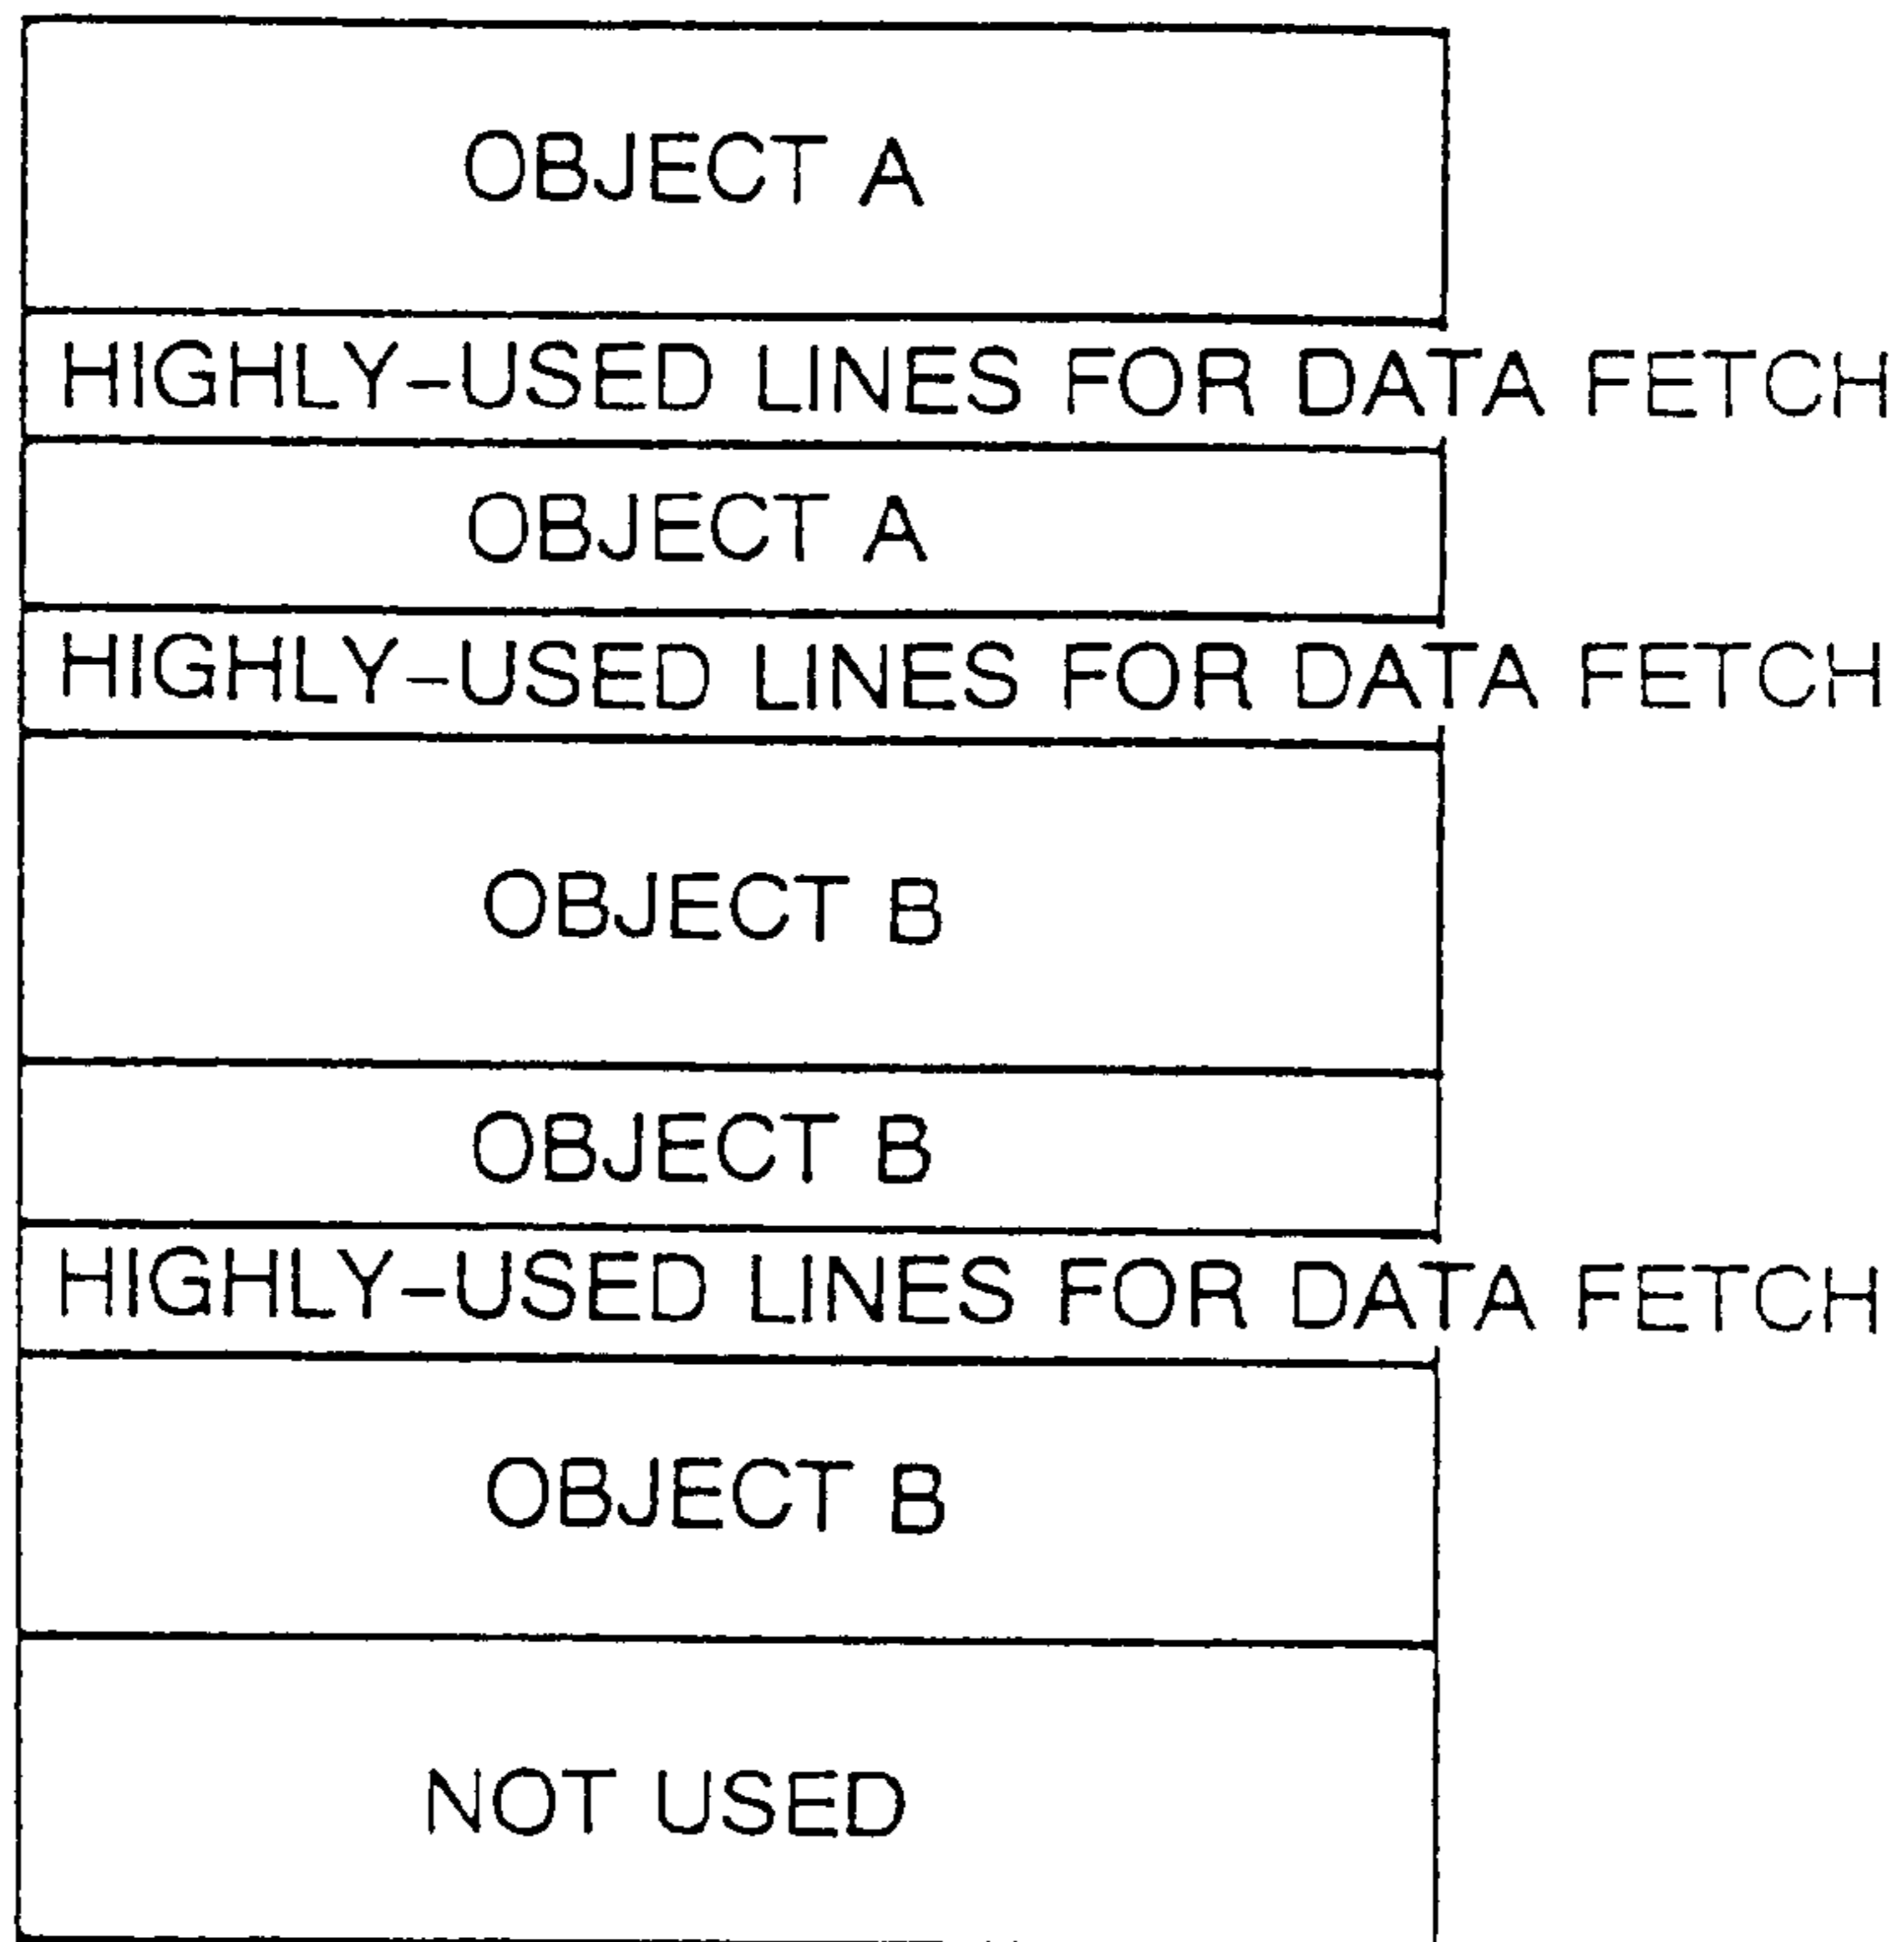 OBJECT A
HIGHLY-USED LINES FOR DATA FETCH
OBJECT A
HIGHLY-USED LINES FOR DATA FETCH
OBJECT B
OBJECT B
HIGHLY-USED LINES FOR DATA FETCH
OBJECT B
NOT USED